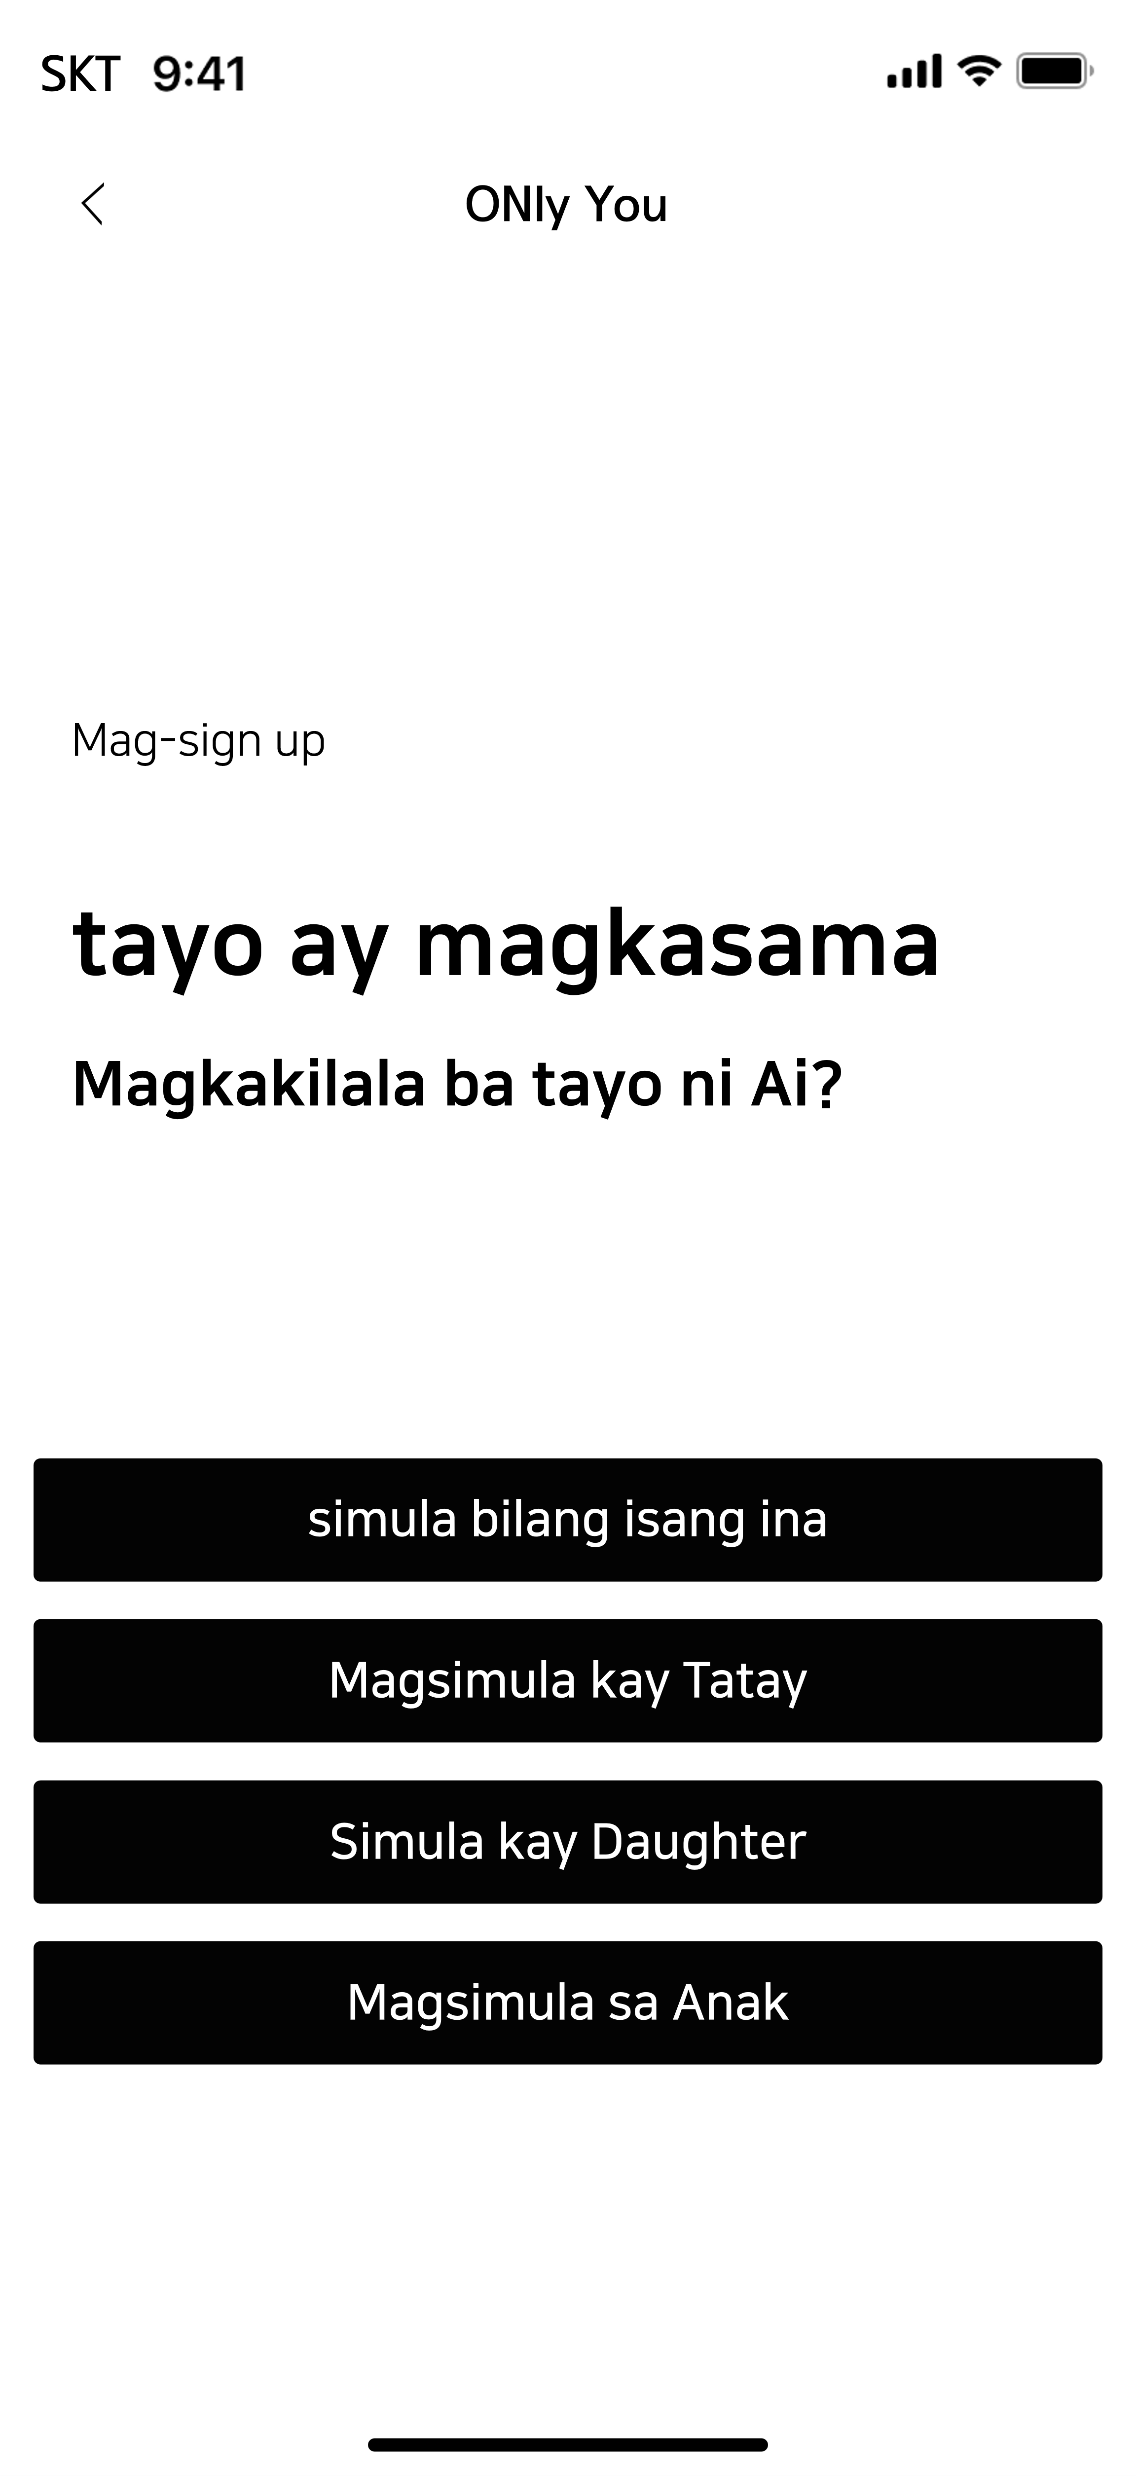 SKT 9:41
ONly You
Mag-sign up
tayo ay magkasama
Magkakilala ba tayo ni Ai?
simula bilang isang ina
Magsimula kay Tatay
Simula kay Daughter
Magsimula sa Anak